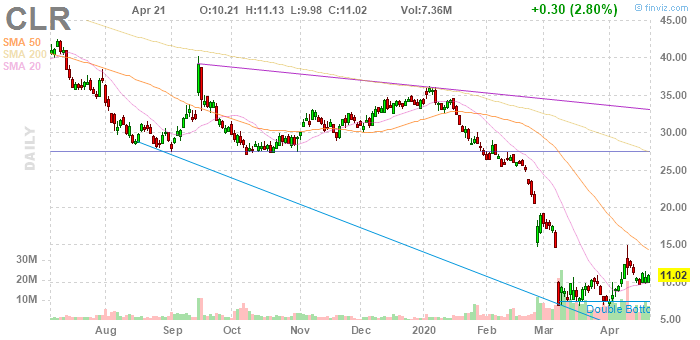 CLR Apr 21 O:10.21 H:11.13 L:9.98 C:11.02 Vol:7.36M +0.30 (2.80%)
© finviz.com
SMA 50
SMA 200
SMA 20
DAILY
45.00
40.00
35.00
30.00
25.00
20.00
15.00
11.02
10.00
5.00
30M
20M
10M
Double Botto
Aug Sep Oct Nov Dec 2020 Feb Mar Apr